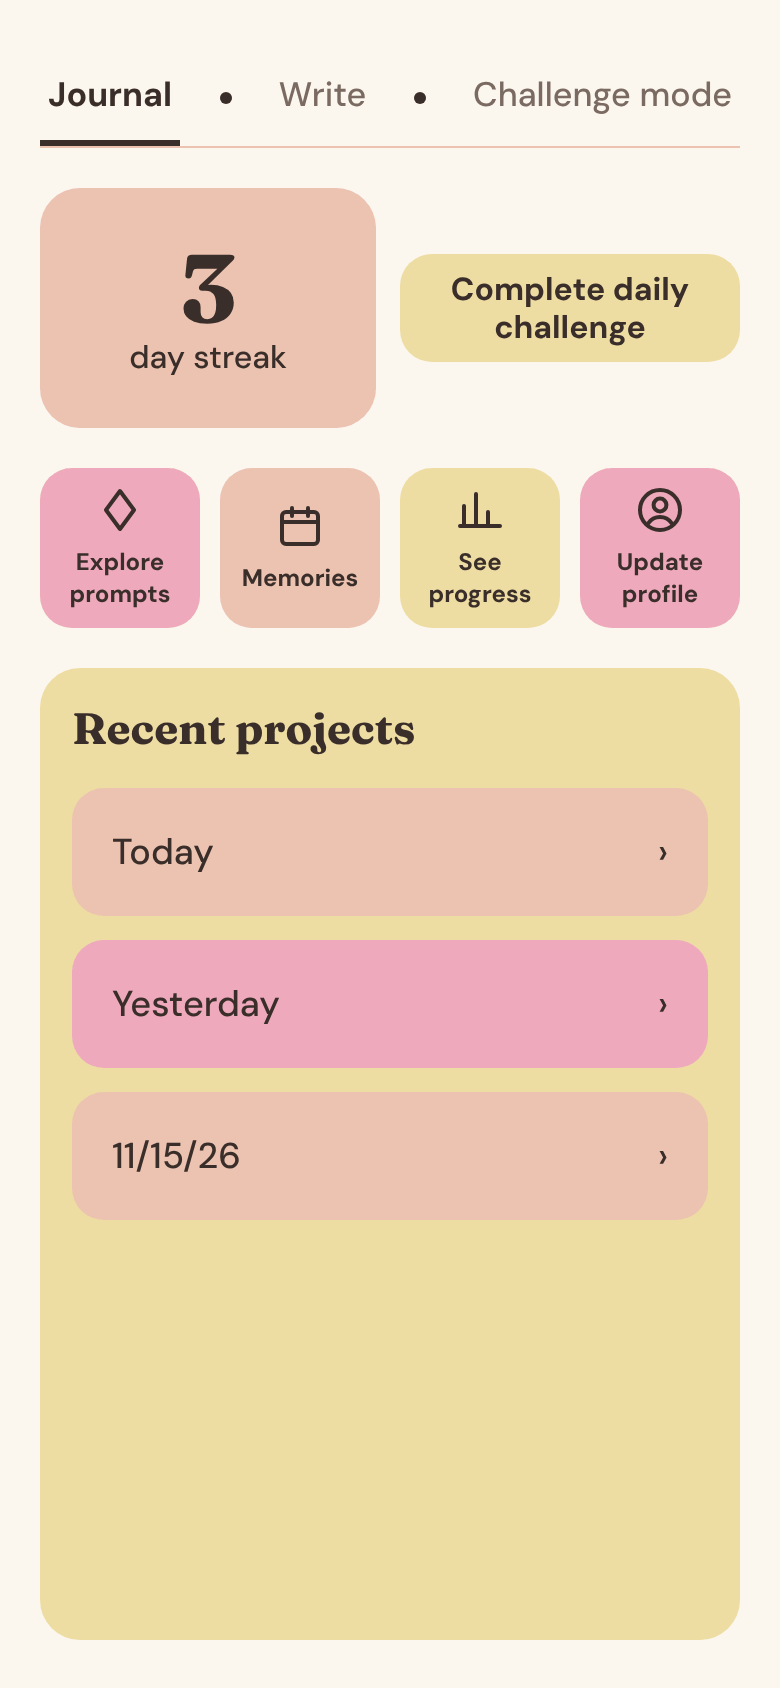 Journal • Write • Challenge mode
3
day streak
Complete daily
challenge
Explore
prompts
Memories
See
progress
Update
profile
Recent projects
Today ›
Yesterday ›
11/15/26 ›